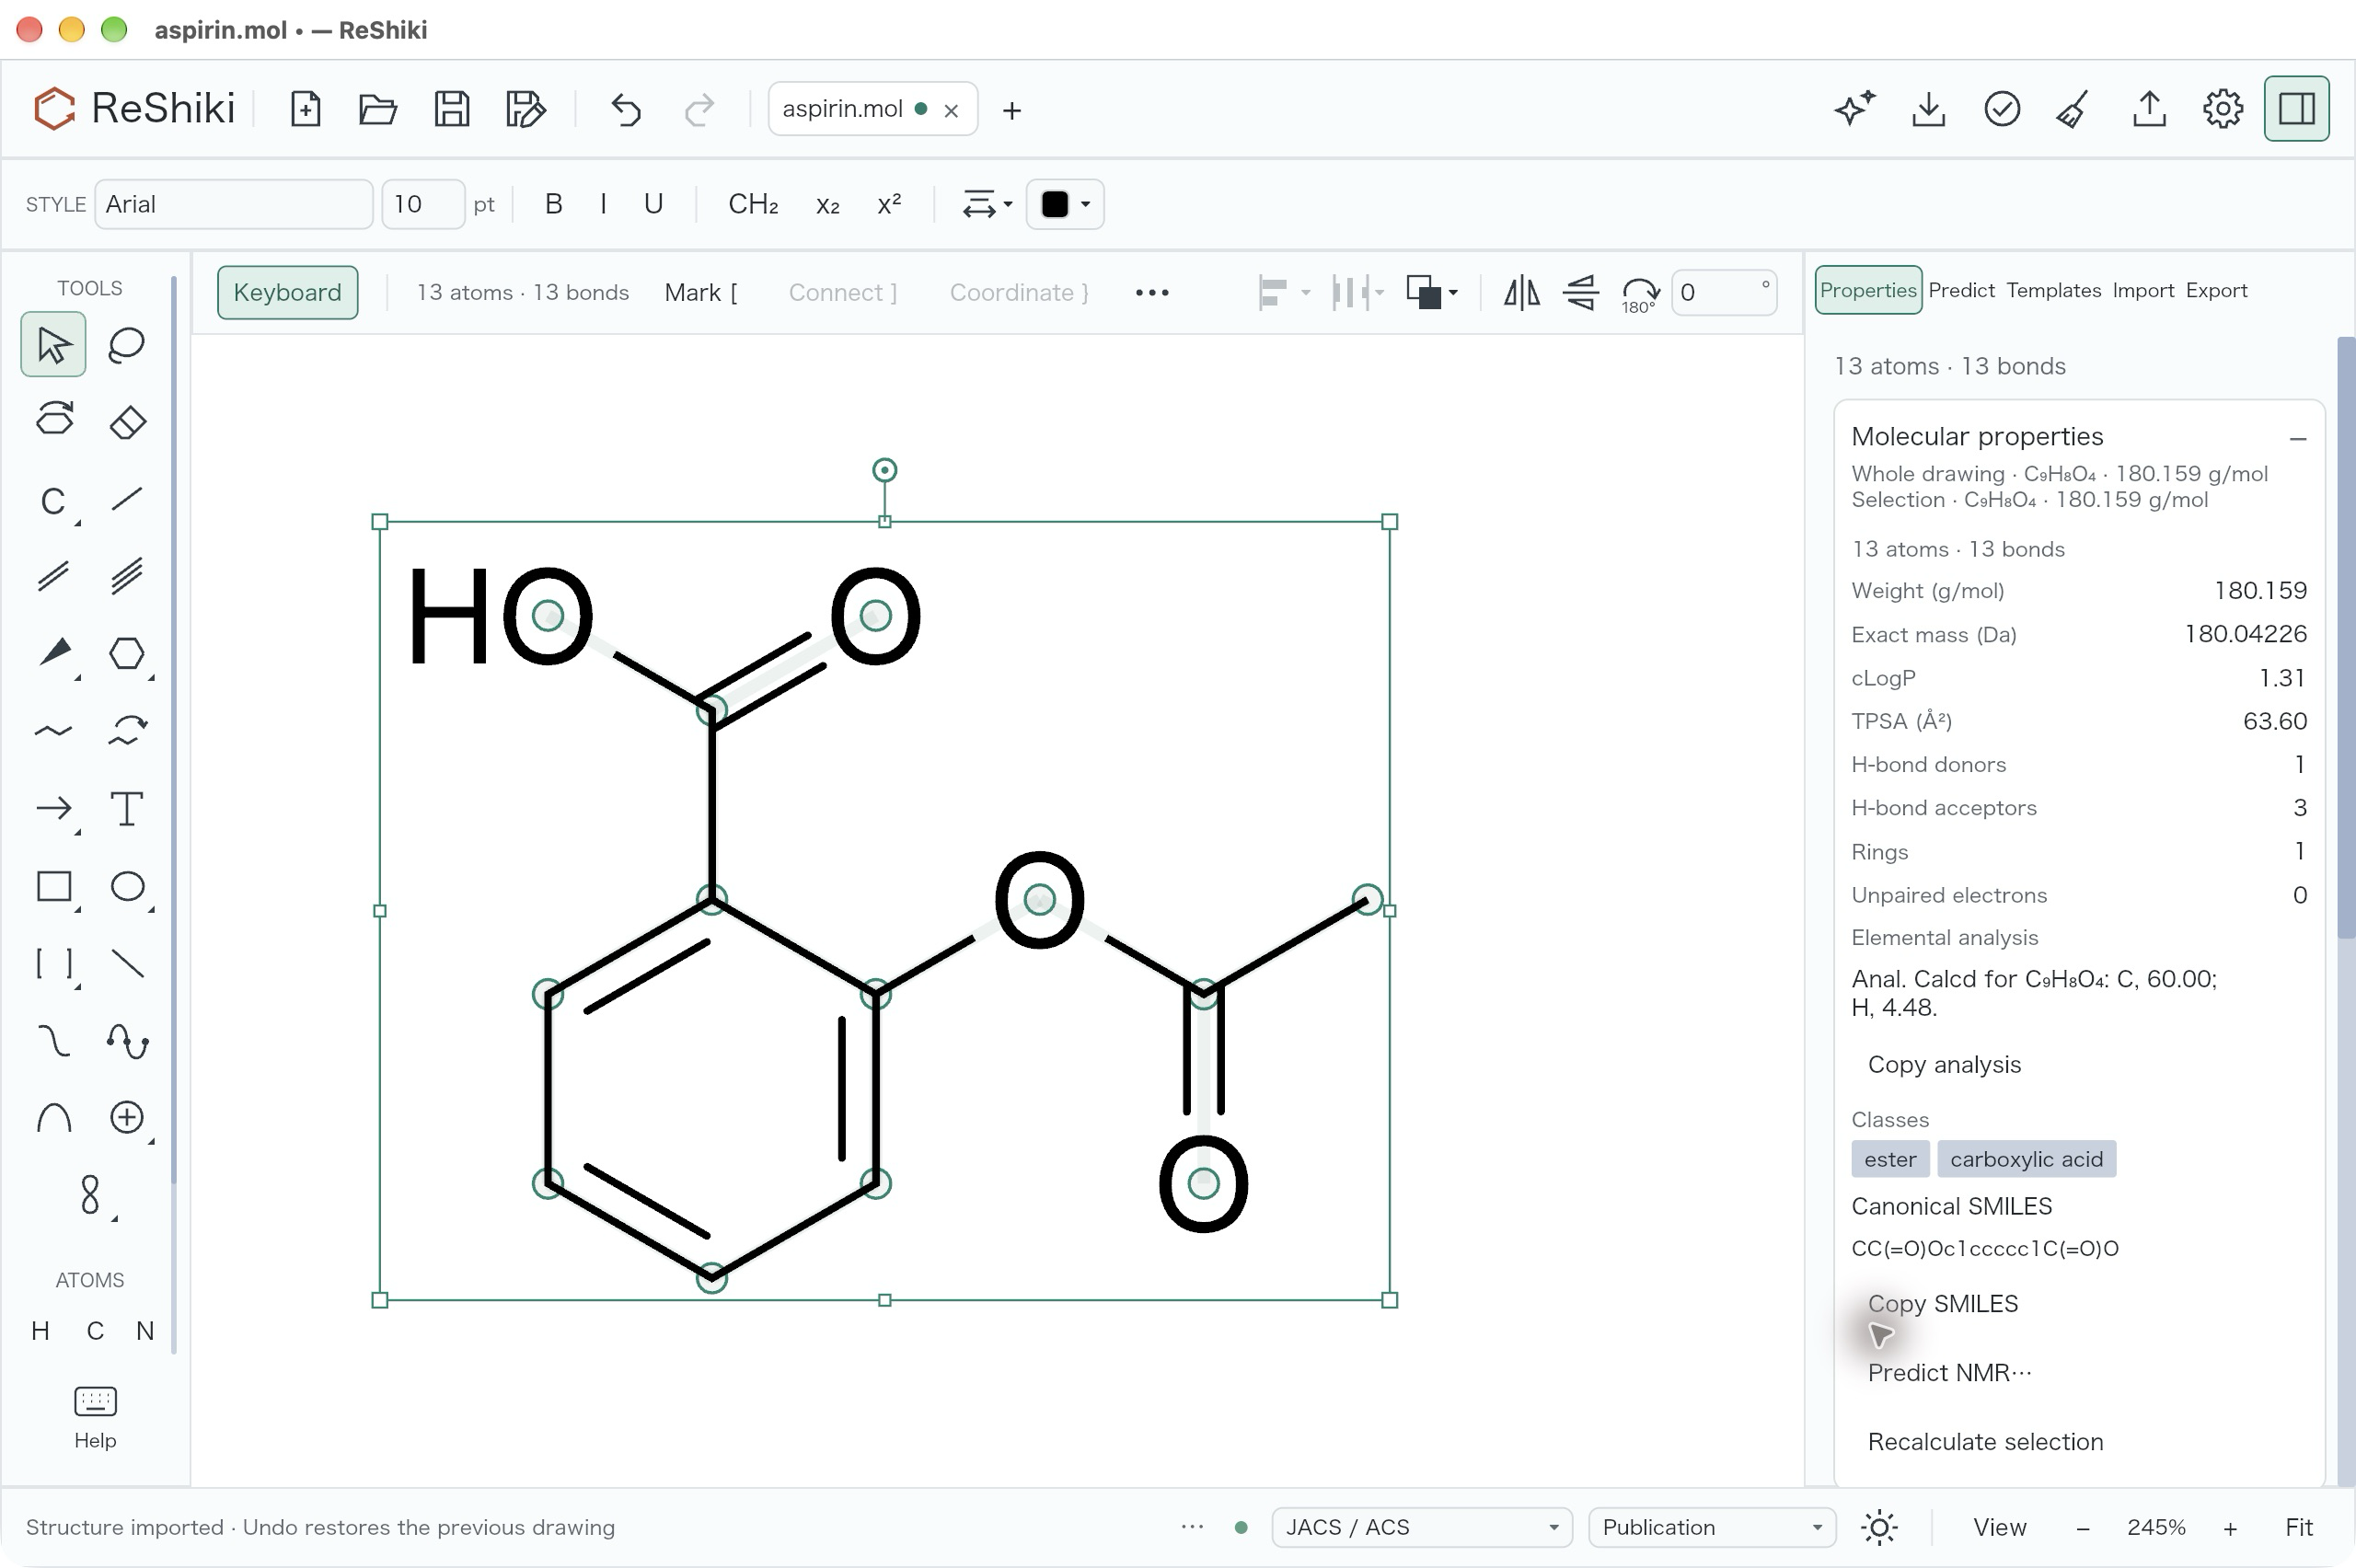 aspirin.mol • — ReShiki
ReShiki
aspirin.mol
STYLE Arial 10 pt B I U CH₂ x₂ x²
TOOLS
Keyboard 13 atoms · 13 bonds Mark [ Connect ] Coordinate } ••• 180° 0 °
Properties Predict Templates Import Export
C
T
[ ]
ATOMS
H C N
Help
HO O
O
O
13 atoms · 13 bonds
Molecular properties
Whole drawing · C₉H₈O₄ · 180.159 g/mol
Selection · C₉H₈O₄ · 180.159 g/mol
13 atoms · 13 bonds
Weight (g/mol) 180.159
Exact mass (Da) 180.04226
cLogP 1.31
TPSA (Å²) 63.60
H-bond donors 1
H-bond acceptors 3
Rings 1
Unpaired electrons 0
Elemental analysis
Anal. Calcd for C₉H₈O₄: C, 60.00;
H, 4.48.
Copy analysis
Classes
ester carboxylic acid
Canonical SMILES
CC(=O)Oc1ccccc1C(=O)O
Copy SMILES
Predict NMR⋯
Recalculate selection
Structure imported · Undo restores the previous drawing ⋯ JACS / ACS Publication View − 245% + Fit